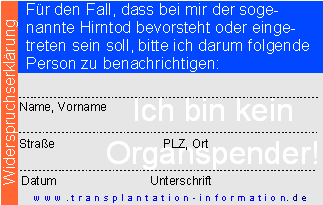 Widerspruchserklärung
Für den Fall, dass bei mir der soge-
nannte Hirntod bevorsteht oder einge-
treten sein soll, bitte ich darum folgende
Person zu benachrichtigen:
Ich bin kein
Name, Vorname
Straße PLZ, Ort
Organspender!
Datum Unterschrift
www.transplantation-information.de